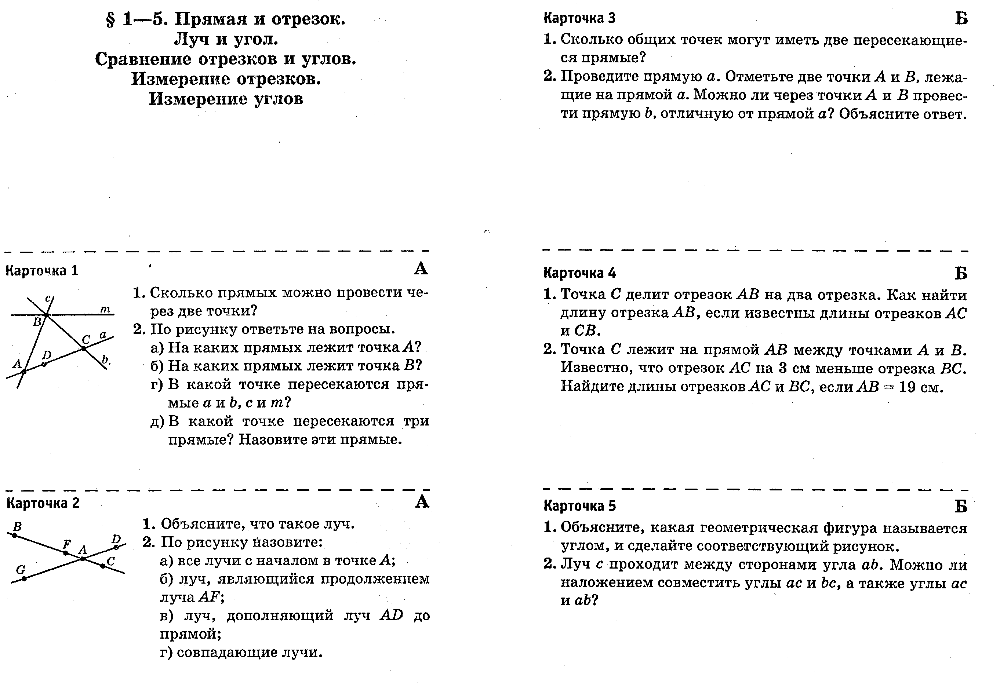 § 1—5. Прямая и отрезок.
Луч и угол.
Сравнение отрезков и углов.
Измерение отрезков.
Измерение углов
Карточка 1 А
c
m
B
C a
D
A
b
1. Сколько прямых можно провести че-
рез две точки?
2. По рисунку ответьте на вопросы.
а) На каких прямых лежит точка A?
б) На каких прямых лежит точка B?
г) В какой точке пересекаются пря-
мые a и b, c и m?
д) В какой точке пересекаются три
прямые? Назовите эти прямые.
Карточка 2 А
B
F
A
D
C
G
1. Объясните, что такое луч.
2. По рисунку назовите:
а) все лучи с началом в точке A;
б) луч, являющийся продолжением
луча AF;
в) луч, дополняющий луч AD до
прямой;
г) совпадающие лучи.
Карточка 3 Б
1. Сколько общих точек могут иметь две пересекающие-
ся прямые?
2. Проведите прямую a. Отметьте две точки A и B, лежа-
щие на прямой a. Можно ли через точки A и B провес-
ти прямую b, отличную от прямой a? Объясните ответ.
Карточка 4 Б
1. Точка C делит отрезок AB на два отрезка. Как найти
длину отрезка AB, если известны длины отрезков AC
и CB.
2. Точка C лежит на прямой AB между точками A и B.
Известно, что отрезок AC на 3 см меньше отрезка BC.
Найдите длины отрезков AC и BC, если AB = 19 см.
Карточка 5 Б
1. Объясните, какая геометрическая фигура называется
углом, и сделайте соответствующий рисунок.
2. Луч c проходит между сторонами угла ab. Можно ли
наложением совместить углы ac и bc, а также углы ac
и ab?